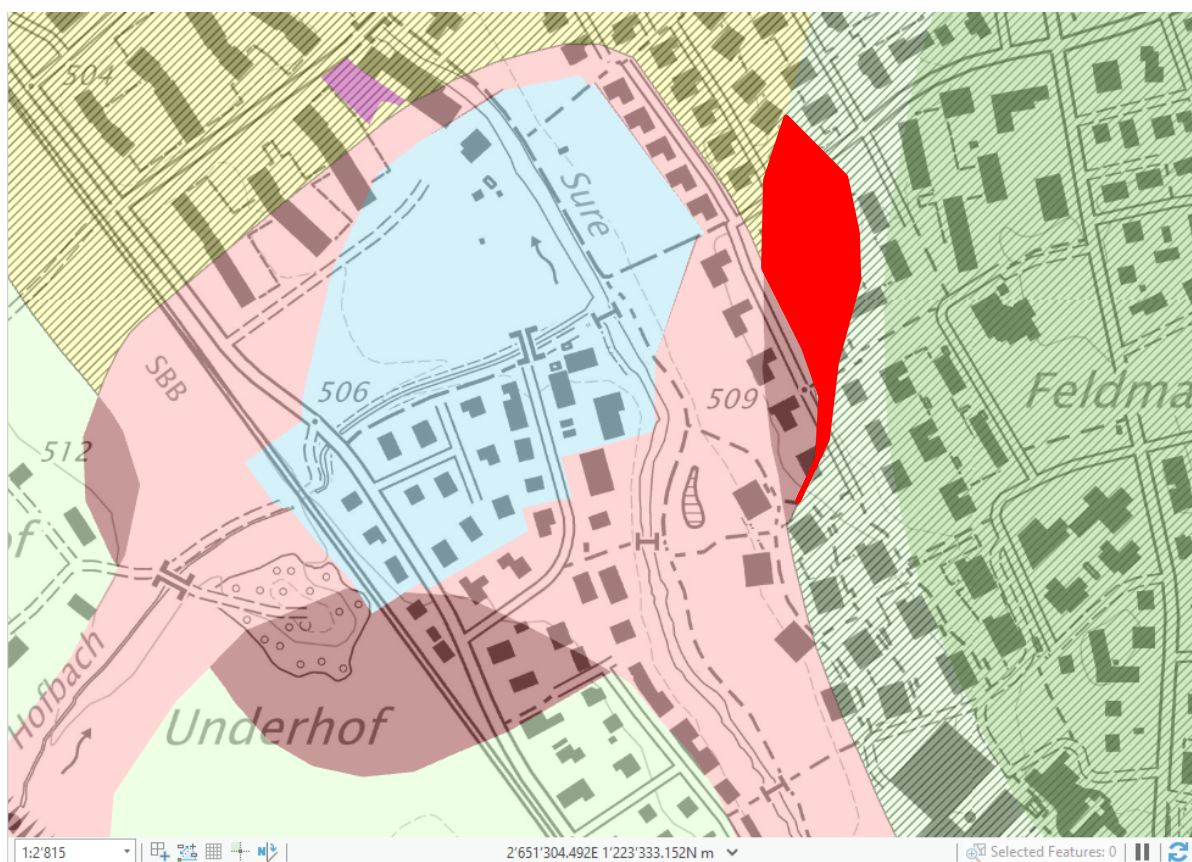 504
Sure
SBB
506
509
Feldma
512
f
Hofbach
Underhof
1:2'815
2'651'304.492E 1'223'333.152N m
Selected Features: 0